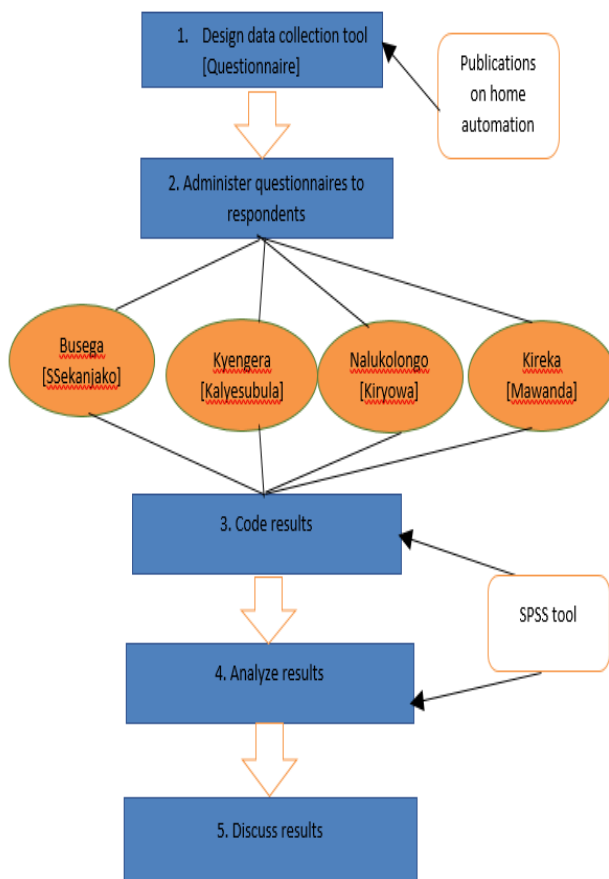 1. Design data collection tool
[Questionnaire]
Publications
on home
automation
2. Administer questionnaires to
respondents
Busega
[SSekanjako]
Kyengera
[Kalyesubula]
Nalukolongo
[Kiryowa]
Kireka
[Mawanda]
3. Code results
SPSS tool
4. Analyze results
5. Discuss results